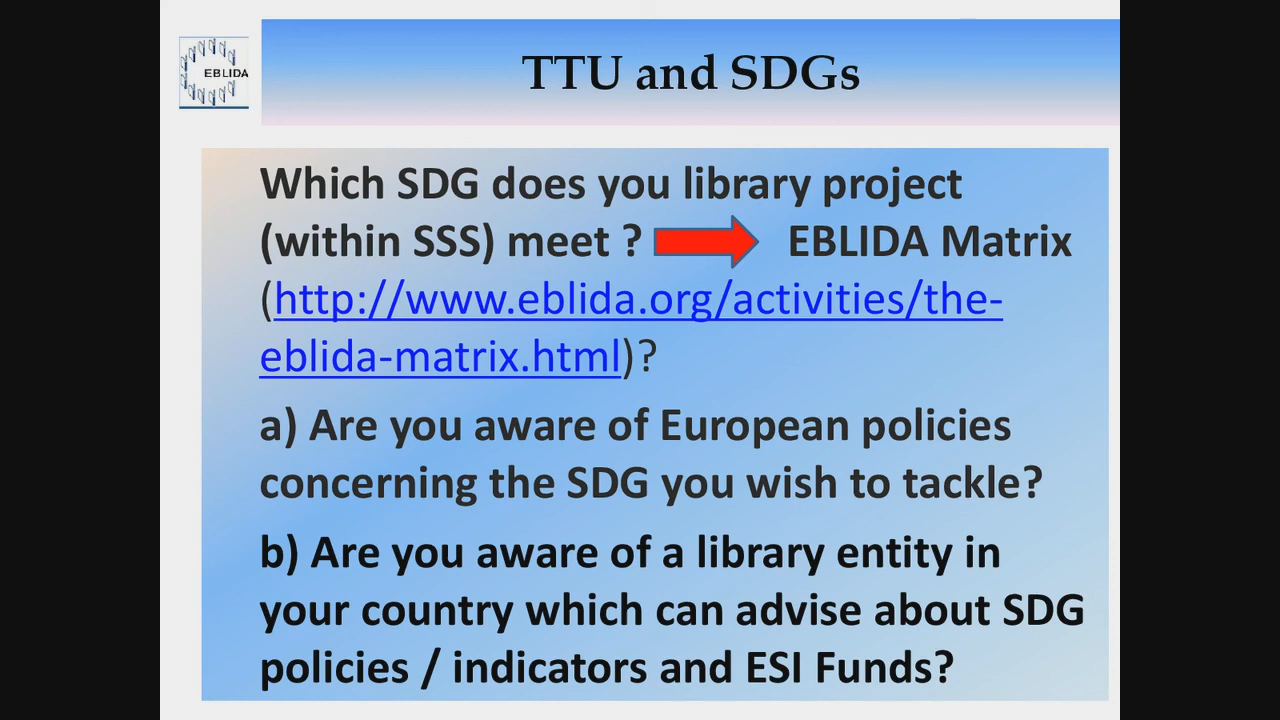 EBLIDA
TTU and SDGs
Which SDG does you library project
(within SSS) meet ? EBLIDA Matrix
(http://www.eblida.org/activities/the-
eblida-matrix.html)?
a) Are you aware of European policies
concerning the SDG you wish to tackle?
b) Are you aware of a library entity in
your country which can advise about SDG
policies / indicators and ESI Funds?